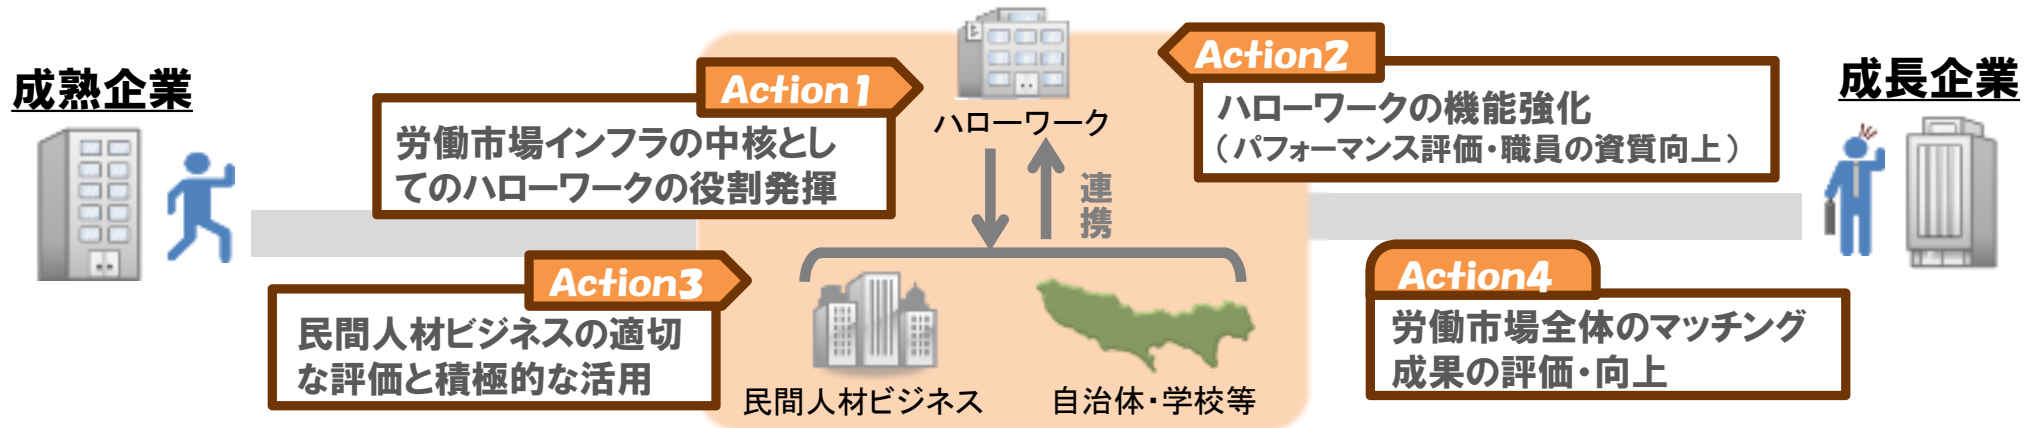 成熟企業
Action1
労働市場インフラの中核とし
てのハローワークの役割発揮
ハローワーク
連
携
Action2
ハローワークの機能強化
（パフォーマンス評価・職員の資質向上）
成長企業
Action3
民間人材ビジネスの適切
な評価と積極的な活用
民間人材ビジネス
自治体・学校等
Action4
労働市場全体のマッチング
成果の評価・向上